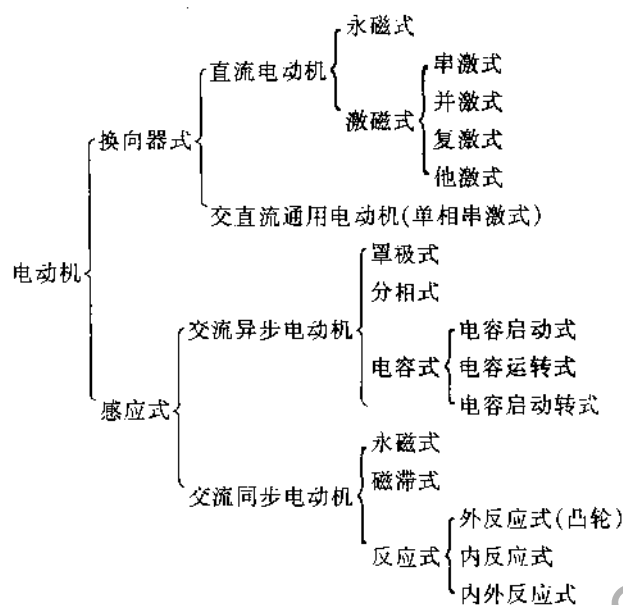 永磁式
直流电动机
串激式
并激式
激磁式
复激式
他激式
换向器式
交直流通用电动机(单相串激式)
电动机
罩极式
分相式
交流异步电动机
电容启动式
电容式
电容运转式
电容启动转式
感应式
永磁式
磁滞式
交流同步电动机
外反应式(凸轮)
反应式
内反应式
内外反应式